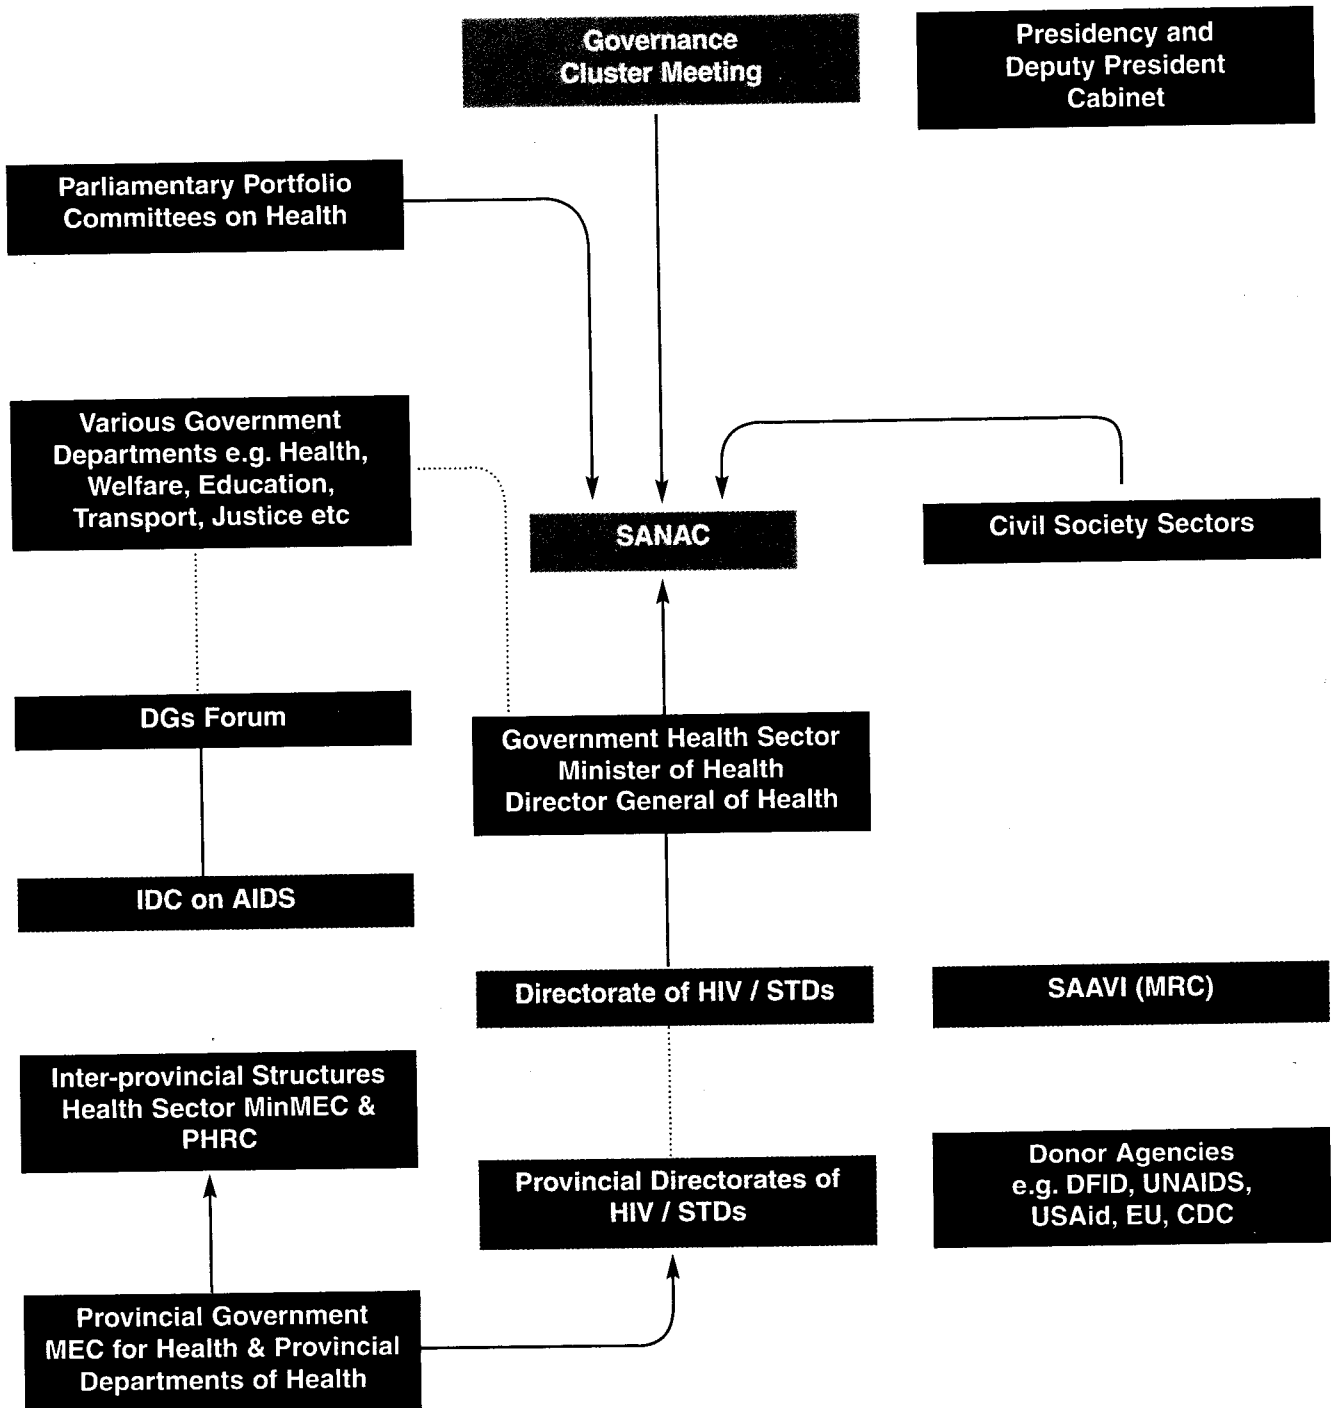 Governance
Cluster Meeting
Presidency and
Deputy President
Cabinet
Parliamentary Portfolio
Committees on Health
Various Government
Departments e.g. Health,
Welfare, Education,
Transport, Justice etc
SANAC
Civil Society Sectors
DGs Forum
Government Health Sector
Minister of Health
Director General of Health
IDC on AIDS
Directorate of HIV / STDs
SAAVI (MRC)
Inter-provincial Structures
Health Sector MinMEC &
PHRC
Provincial Directorates of
HIV / STDs
Donor Agencies
e.g. DFID, UNAIDS,
USAid, EU, CDC
Provincial Government
MEC for Health & Provincial
Departments of Health